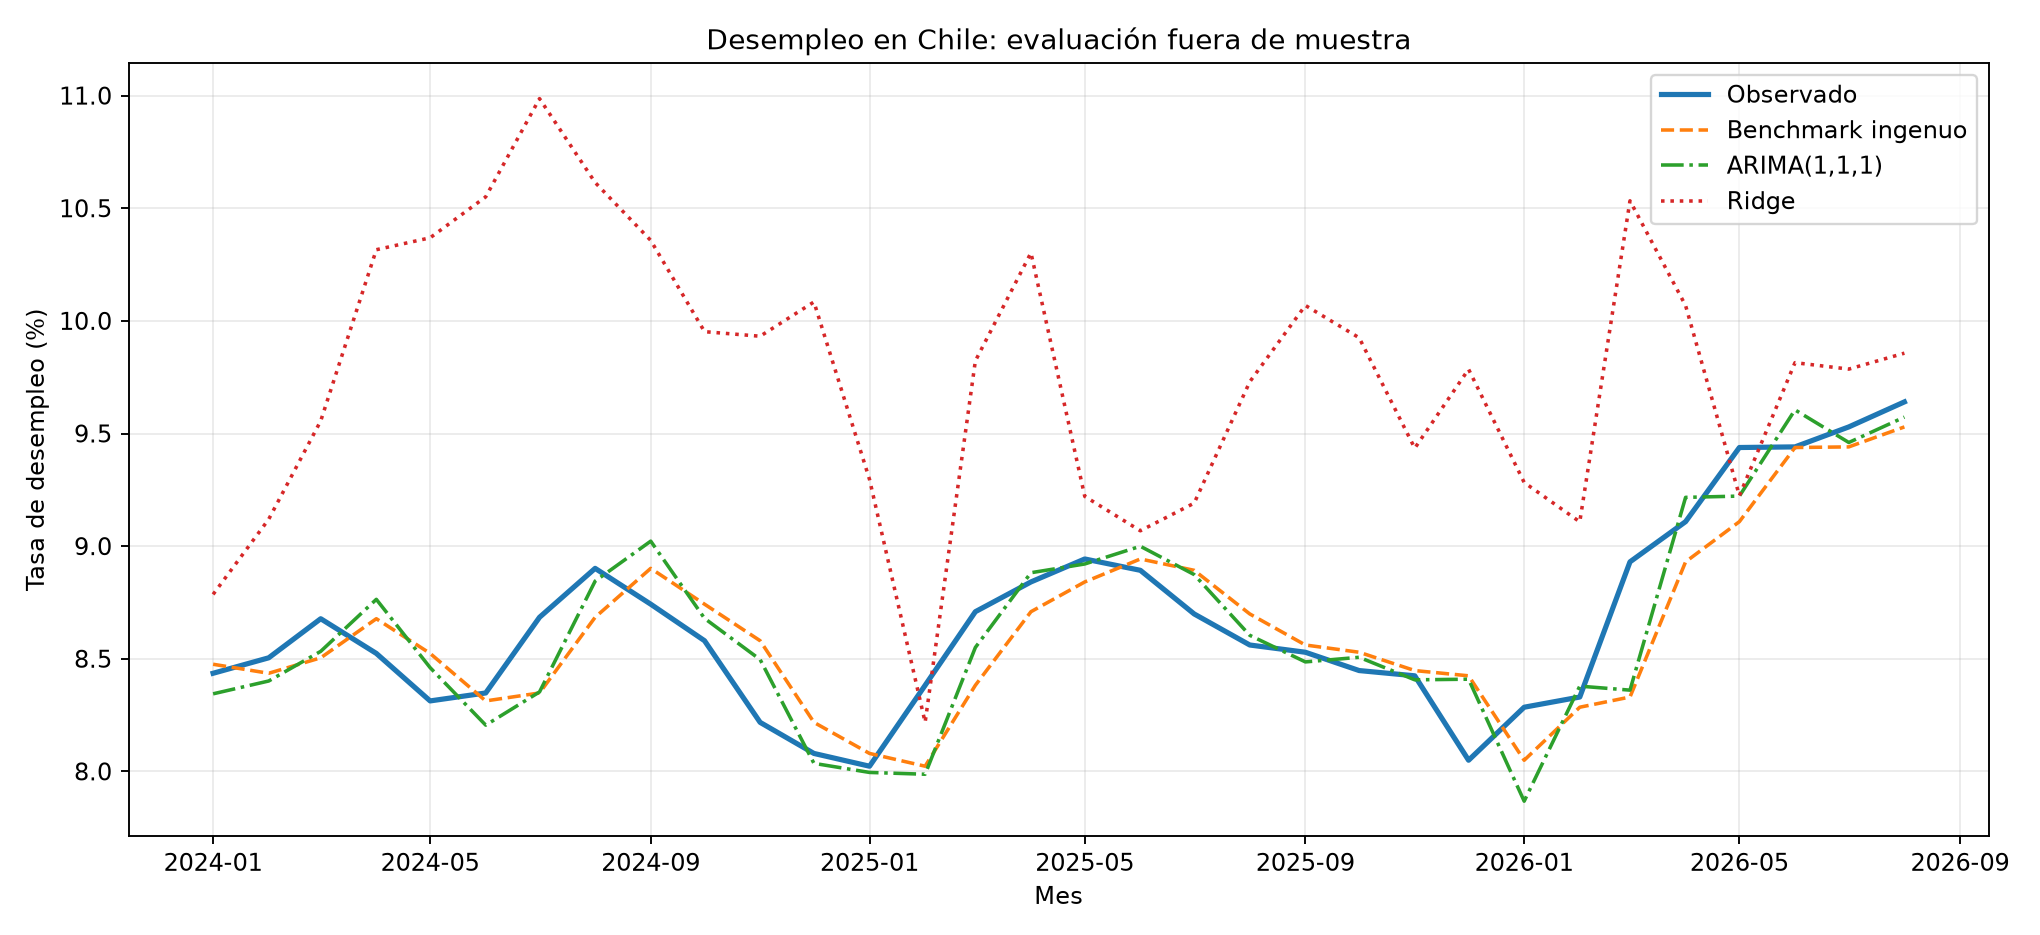 Desempleo en Chile: evaluación fuera de muestra
Tasa de desempleo (%)
11.0
10.5
10.0
9.5
9.0
8.5
8.0
Observado
Benchmark ingenuo
ARIMA(1,1,1)
Ridge
2024-01 2024-05 2024-09 2025-01 2025-05 2025-09 2026-01 2026-05 2026-09
Mes